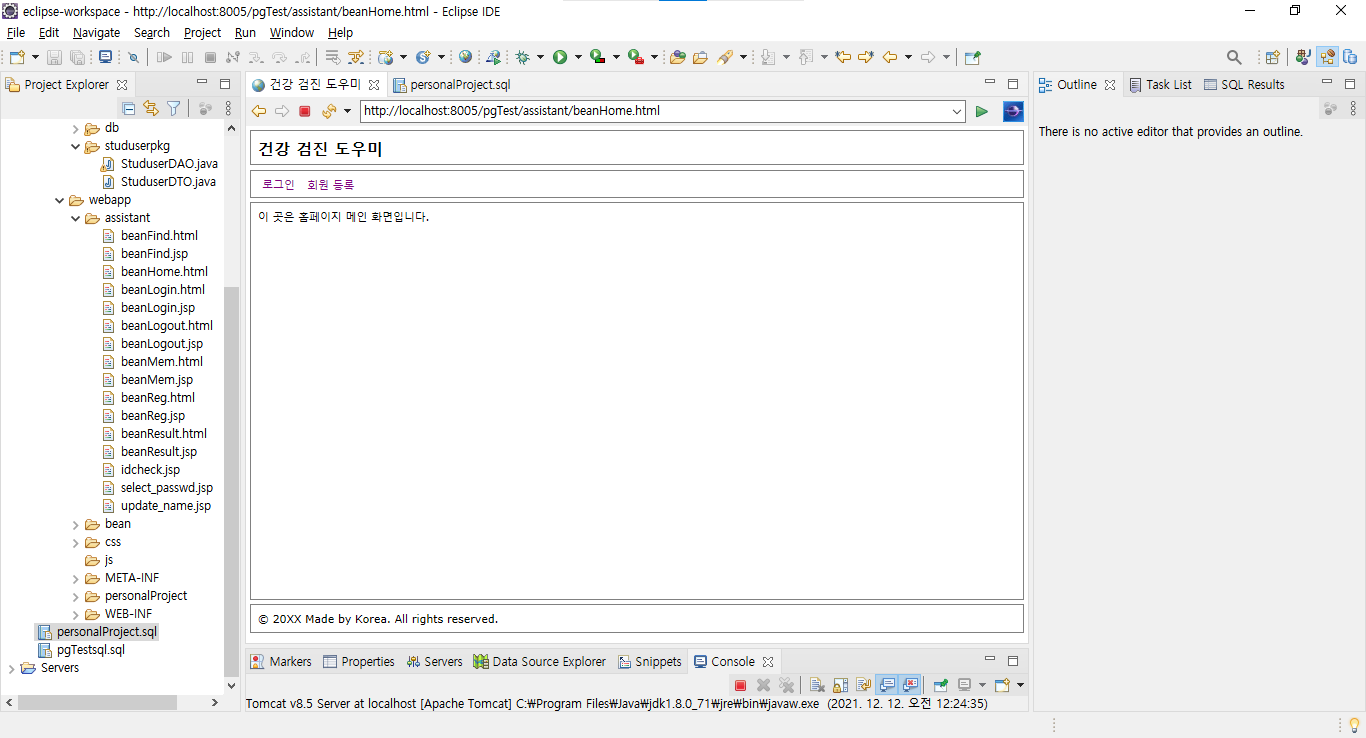 eclipse-workspace - http://localhost:8005/pgTest/assistant/beanHome.html - Eclipse IDE
File Edit Navigate Search Project Run Window Help
Project Explorer
db
studuserpkg
StuduserDAO.java
StuduserDTO.java
webapp
assistant
beanFind.html
beanFind.jsp
beanHome.html
beanLogin.html
beanLogin.jsp
beanLogout.html
beanLogout.jsp
beanMem.html
beanMem.jsp
beanReg.html
beanReg.jsp
beanResult.html
beanResult.jsp
idcheck.jsp
select_passwd.jsp
update_name.jsp
bean
css
js
META-INF
personalProject
WEB-INF
personalProject.sql
pgTestsql.sql
Servers
건강 검진 도우미 personalProject.sql
http://localhost:8005/pgTest/assistant/beanHome.html
건강 검진 도우미
로그인 회원 등록
이 곳은 홈페이지 메인 화면입니다.
© 20XX Made by Korea. All rights reserved.
Markers Properties Servers Data Source Explorer Snippets Console
Tomcat v8.5 Server at localhost [Apache Tomcat] C:₩Program Files₩Java₩jdk1.8.0_71₩jre₩bin₩javaw.exe (2021. 12. 12. 오전 12:24:35)
Outline Task List SQL Results
There is no active editor that provides an outline.